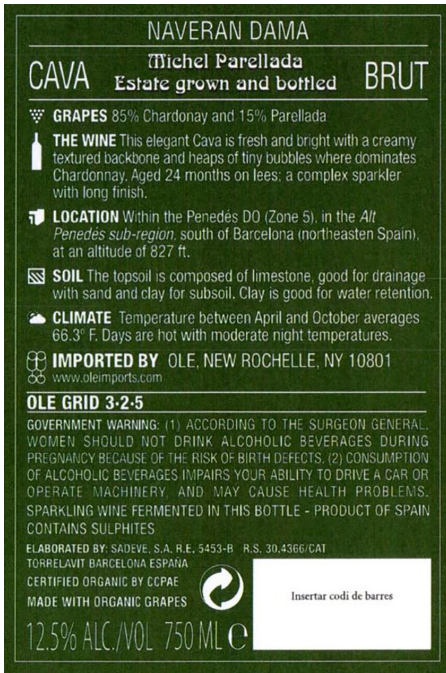 NAVERAN DAMA
Michel Parellada
CAVA Estate grown and bottled BRUT
GRAPES 85% Chardonay and 15% Parellada
THE WINE This elegant Cava is fresh and bright with a creamy
textured backbone and heaps of tiny bubbles where dominates
Chardonnay. Aged 24 months on lees; a complex sparkler
with long finish.
LOCATION Within the Penedés DO (Zone 5), in the Alt
Penedés sub-region, south of Barcelona (northeasten Spain),
at an altitude of 827 ft.
SOIL The topsoil is composed of limestone, good for drainage
with sand and clay for subsoil. Clay is good for water retention.
CLIMATE Temperature between April and October averages
66.3° F. Days are hot with moderate night temperatures.
IMPORTED BY OLE, NEW ROCHELLE, NY 10801
www.oleimports.com
OLE GRID 3·2·5
GOVERNMENT WARNING: (1) ACCORDING TO THE SURGEON GENERAL,
WOMEN SHOULD NOT DRINK ALCOHOLIC BEVERAGES DURING
PREGNANCY BECAUSE OF THE RISK OF BIRTH DEFECTS. (2) CONSUMPTION
OF ALCOHOLIC BEVERAGES IMPAIRS YOUR ABILITY TO DRIVE A CAR OR
OPERATE MACHINERY, AND MAY CAUSE HEALTH PROBLEMS.
SPARKLING WINE FERMENTED IN THIS BOTTLE - PRODUCT OF SPAIN
CONTAINS SULPHITES
ELABORATED BY: SADEVE, S.A. R.E. 5453-B R.S. 30.4366/CAT
TORRELAVIT BARCELONA ESPAÑA
CERTIFIED ORGANIC BY CCPAE
MADE WITH ORGANIC GRAPES
Insertar codi de barres
12.5% ALC./VOL 750 ML e